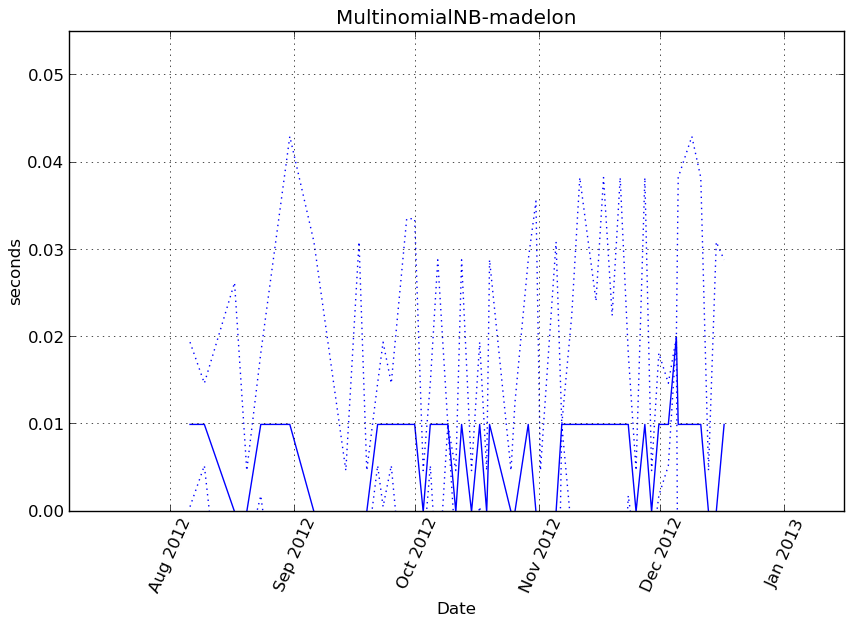 MultinomialNB-madelon
0.05
0.04
0.03
0.02
0.01
0.00
seconds
Aug 2012
Sep 2012
Oct 2012
Nov 2012
Dec 2012
Jan 2013
Date